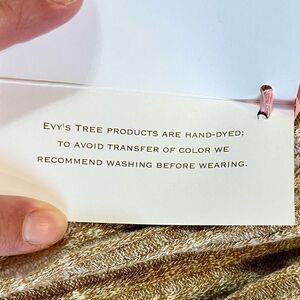 Evy's Tree products are hand-dyed;
to avoid transfer of color we
recommend washing before wearing.